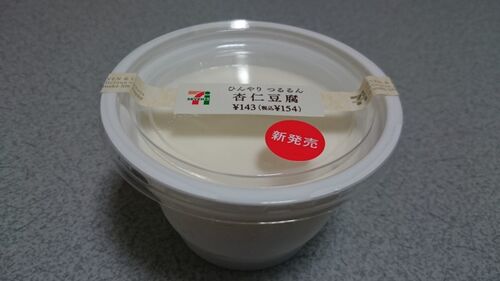 ひんやり つるるん
杏仁豆腐
¥143(税込¥154)
新発売